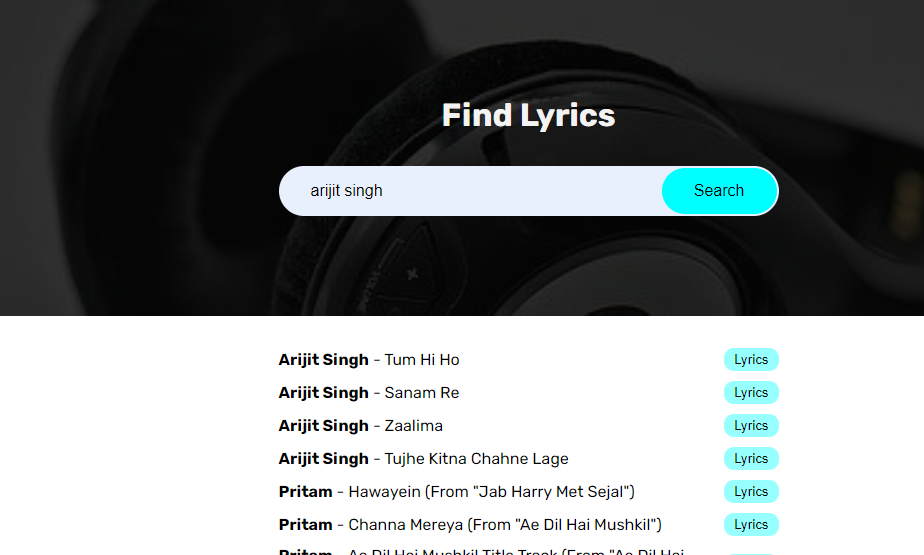 Find Lyrics
arijit singh Search
Arijit Singh - Tum Hi Ho Lyrics
Arijit Singh - Sanam Re Lyrics
Arijit Singh - Zaalima Lyrics
Arijit Singh - Tujhe Kitna Chahne Lage Lyrics
Pritam - Hawayein (From "Jab Harry Met Sejal") Lyrics
Pritam - Channa Mereya (From "Ae Dil Hai Mushkil") Lyrics
Pritam - Ae Dil Hai Mushkil Title Track (From "Ae Dil Hai
VOLUME